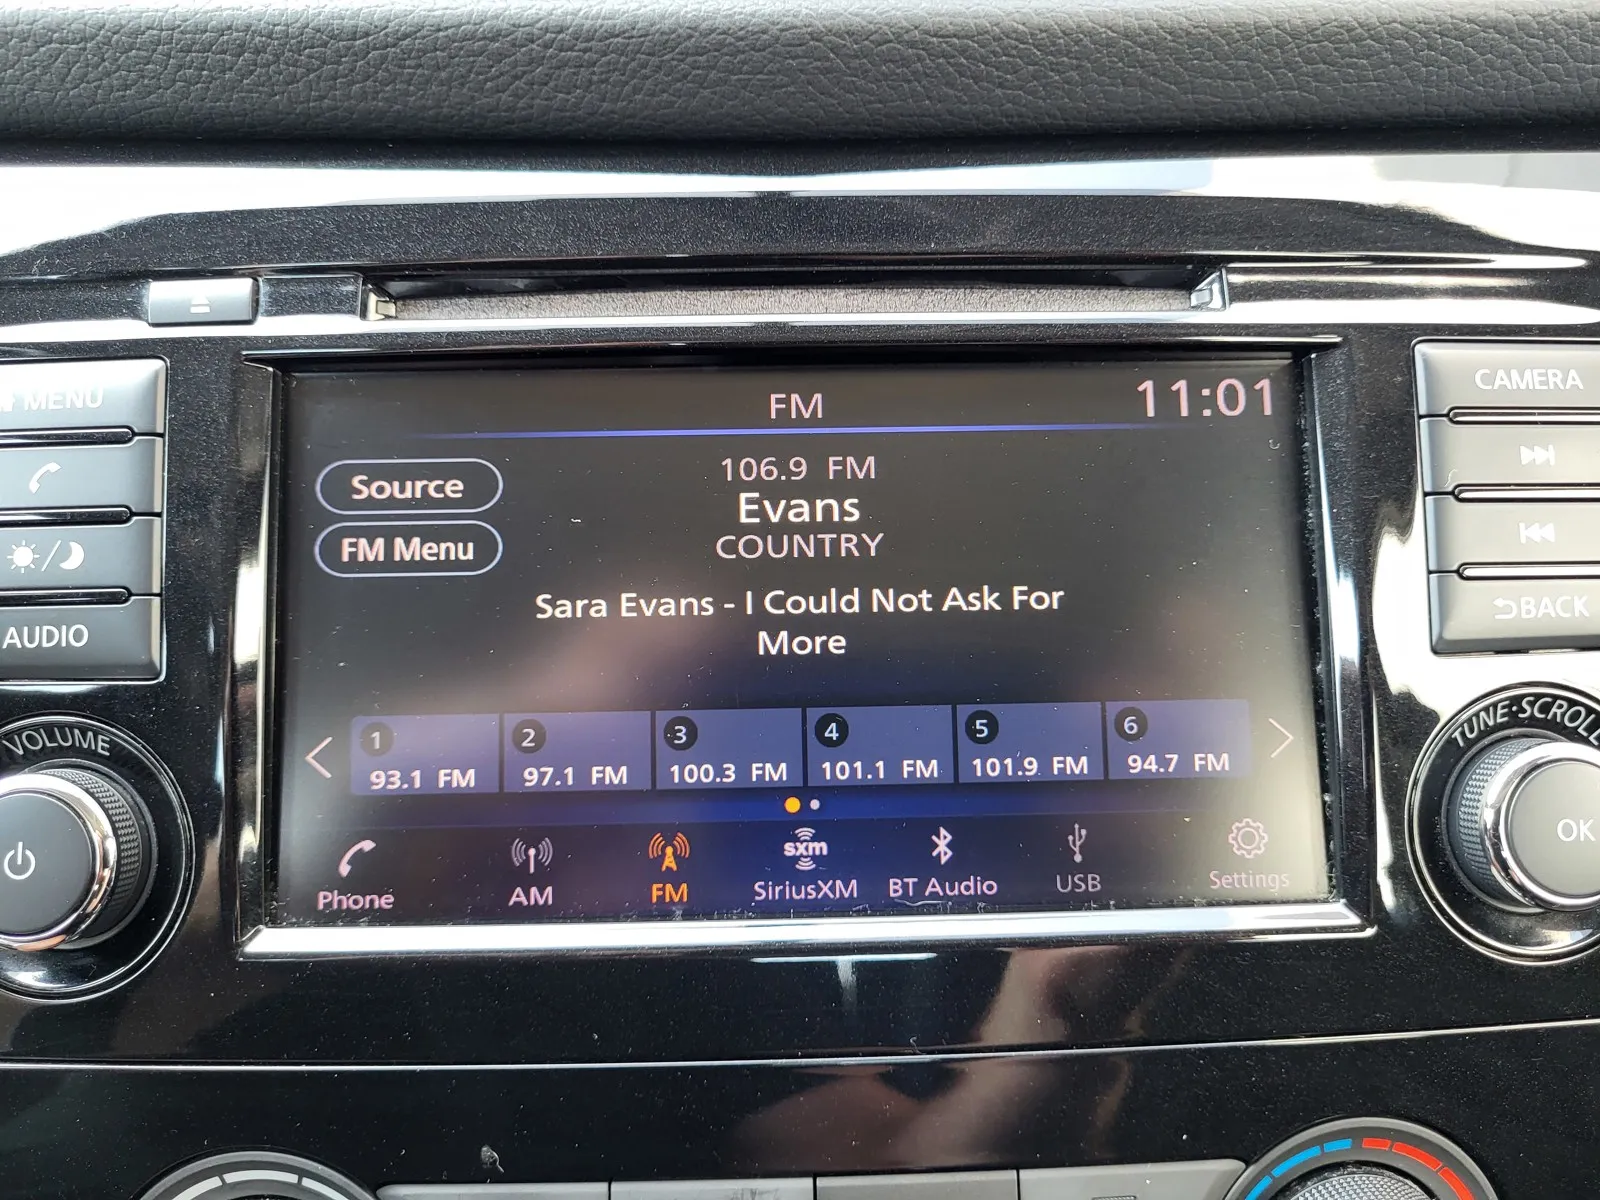 MENU
AUDIO
VOLUME
FM
11:01
Source
FM Menu
106.9 FM
Evans
COUNTRY
Sara Evans - I Could Not Ask For
More
1
93.1 FM
2
97.1 FM
3
100.3 FM
4
101.1 FM
5
101.9 FM
6
94.7 FM
Phone
AM
FM
sxm
SiriusXM
BT Audio
USB
Settings
CAMERA
BACK
TUNE·SCROLL
OK